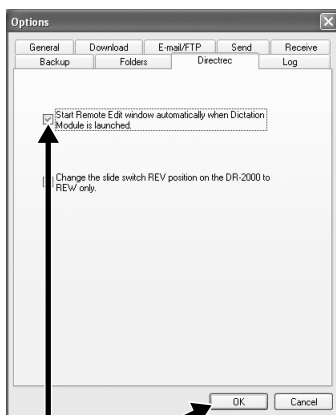 Options
General Download E-mail/FTP Send Receive
Backup Folders Directrec Log
Start Remote Edit window automatically when Dictation
Module is launched.
Change the slide switch REV position on the DR-2000 to
REW only.
OK Cancel